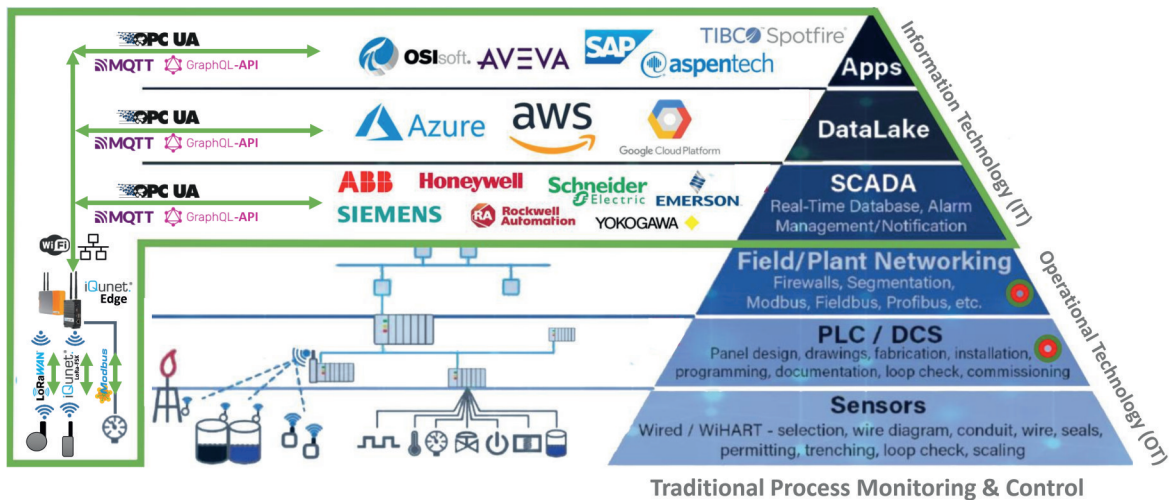 OPC UA
MQTT GraphQL-API
OSIsoft.
AVEVA
SAP
TIBCO Spotfire®
aspentech
Apps
Information Technology (IT)
OPC UA
MQTT GraphQL-API
Azure
aws
Google Cloud Platform
DataLake
OPC UA
MQTT GraphQL-API
ABB
Honeywell
Schneider
Electric
EMERSON
SIEMENS
RA
Rockwell
Automation
YOKOGAWA
SCADA
Real-Time Database, Alarm
Management/Notification
WiFi
iQunet®
Edge
LoRaWAN
iQunet®
LoRa-FSK
Modbus
Field/Plant Networking
Firewalls, Segmentation,
Modbus, Fieldbus, Profibus, etc.
Operational Technology (OT)
PLC / DCS
Panel design, drawings, fabrication, installation,
programming, documentation, loop check, commissioning
Sensors
Wired / WiHART - selection, wire diagram, conduit, wire, seals,
permitting, trenching, loop check, scaling
Traditional Process Monitoring & Control